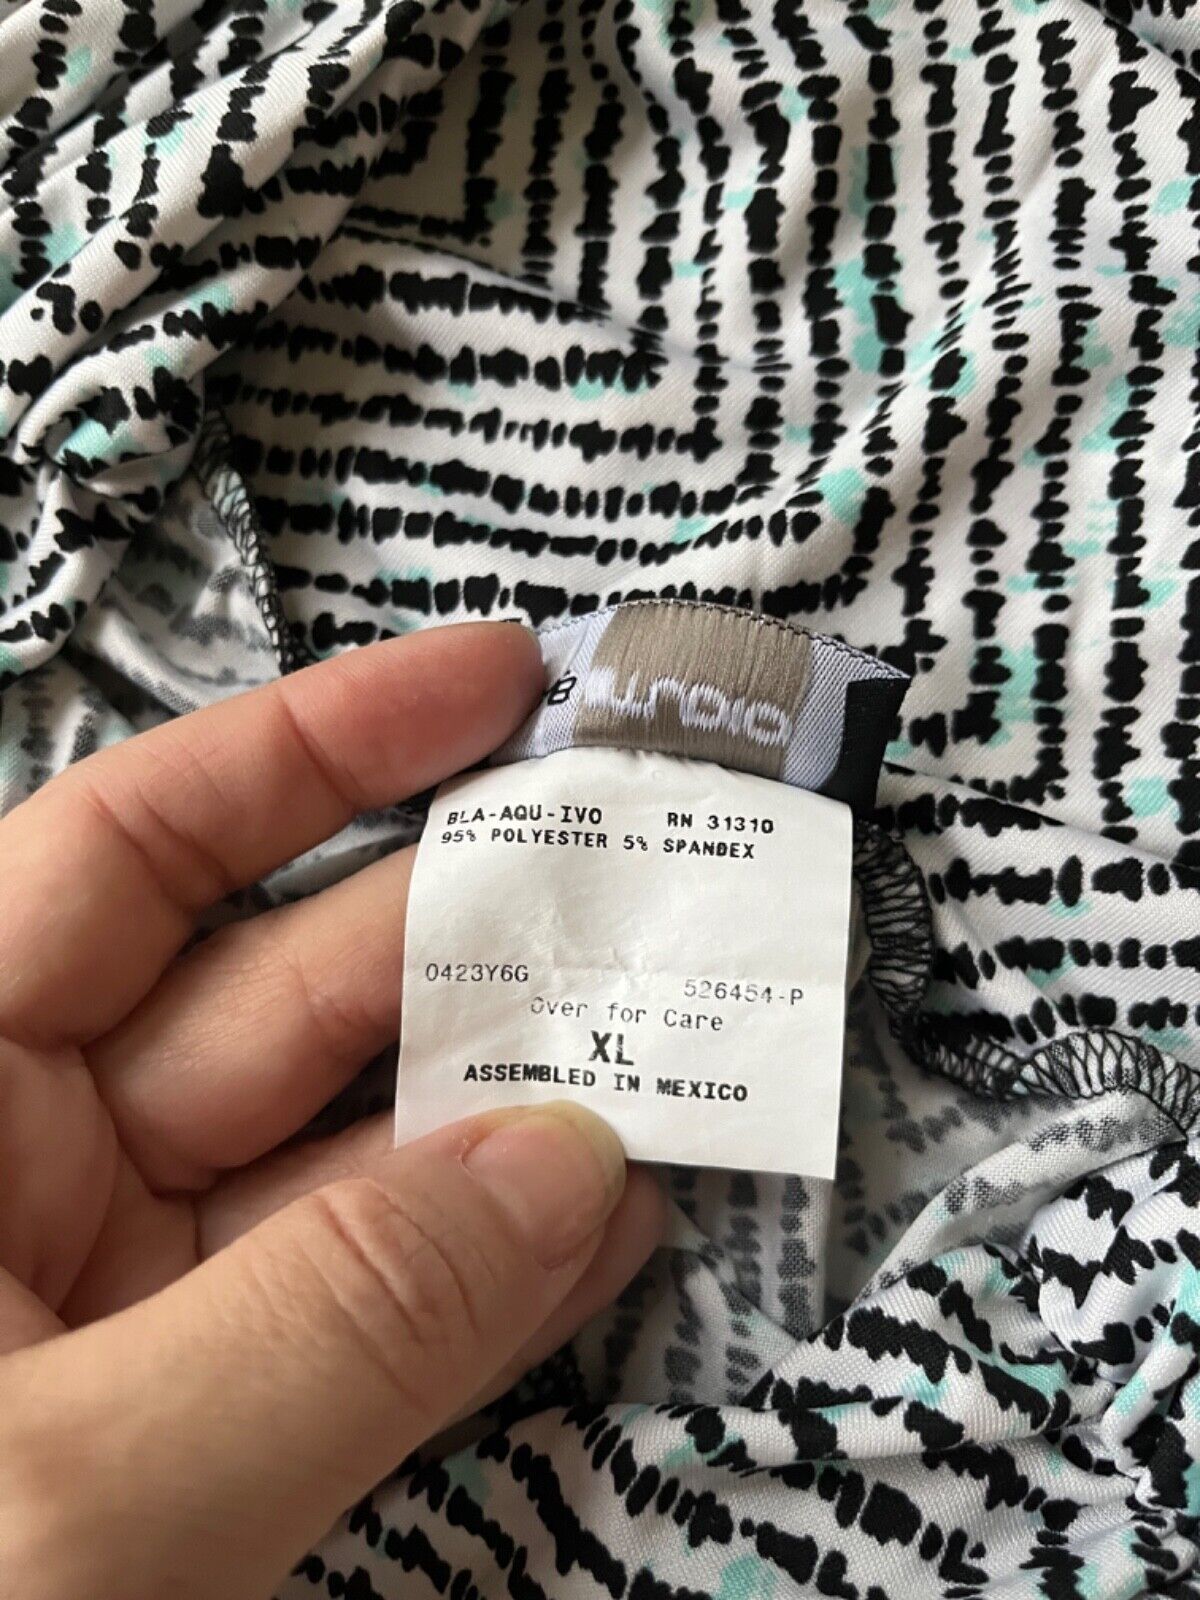 BLA-AQU-IVO RN 31310
95% POLYESTER 5% SPANDEX
0423Y6G 526454-P
Over for Care
XL
ASSEMBLED IN MEXICO